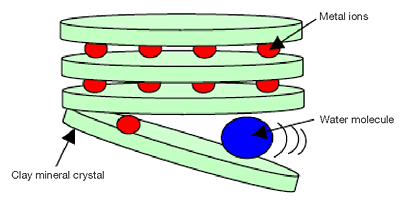 Metal ions
Water molecule
Clay mineral crystal